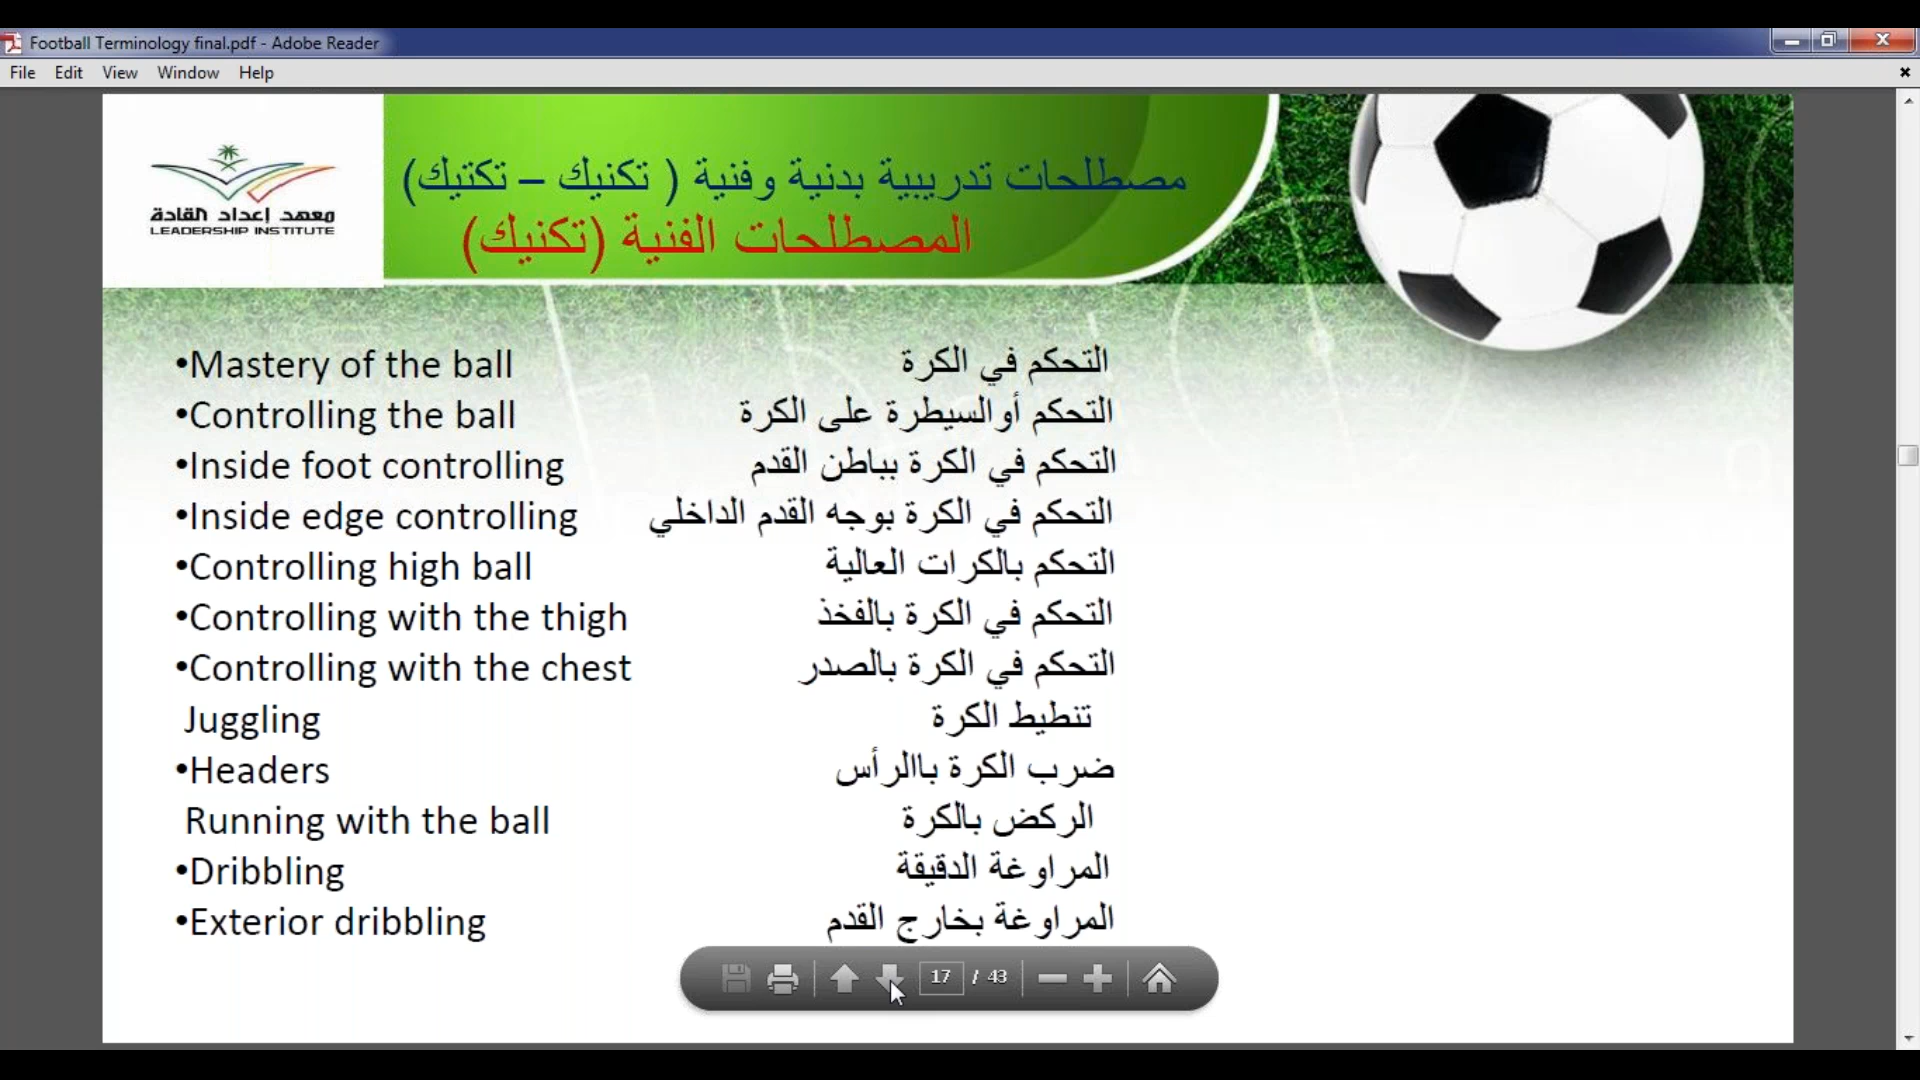 Football Terminology final.pdf - Adobe Reader
File Edit View Window Help
معهد إعداد القادة
LEADERSHIP INSTITUTE
مصطلحات تدريبية بدنية وفنية ( تكنيك – تكتيك)
المصطلحات الفنية (تكنيك)
•Mastery of the ball التحكم في الكرة
•Controlling the ball التحكم أوالسيطرة على الكرة
•Inside foot controlling التحكم في الكرة بباطن القدم
•Inside edge controlling التحكم في الكرة بوجه القدم الداخلي
•Controlling high ball التحكم بالكرات العالية
•Controlling with the thigh التحكم في الكرة بالفخذ
•Controlling with the chest التحكم في الكرة بالصدر
Juggling تنطيط الكرة
•Headers ضرب الكرة باالرأس
Running with the ball الركض بالكرة
•Dribbling المراوغة الدقيقة
•Exterior dribbling المراوغة بخارج القدم
17 / 43